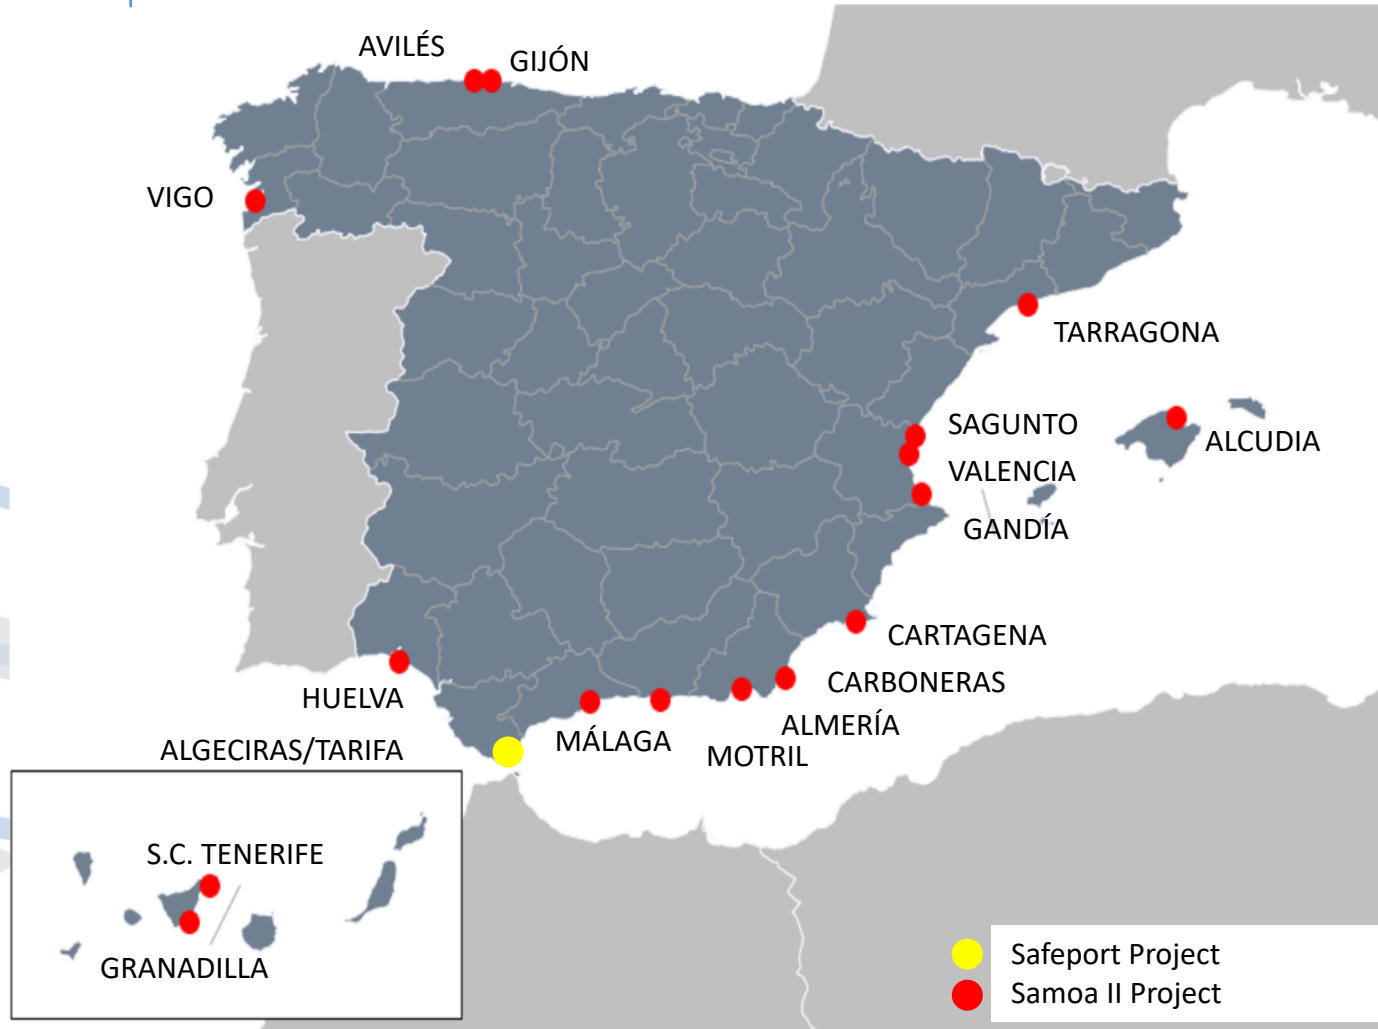 AVILÉS
GIJÓN
VIGO
TARRAGONA
SAGUNTO
ALCUDIA
VALENCIA
GANDÍA
CARTAGENA
CARBONERAS
HUELVA
ALMERÍA
MÁLAGA
ALGECIRAS/TARIFA
MOTRIL
S.C. TENERIFE
GRANADILLA
Safeport Project
Samoa II Project